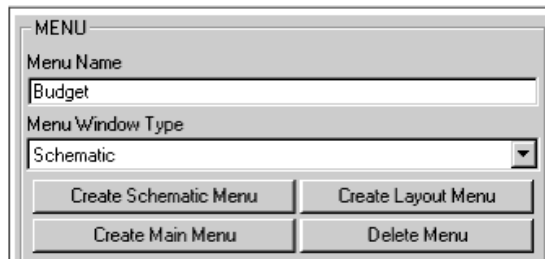 MENU
Menu Name
Budget
Menu Window Type
Schematic
Create Schematic Menu Create Layout Menu
Create Main Menu Delete Menu